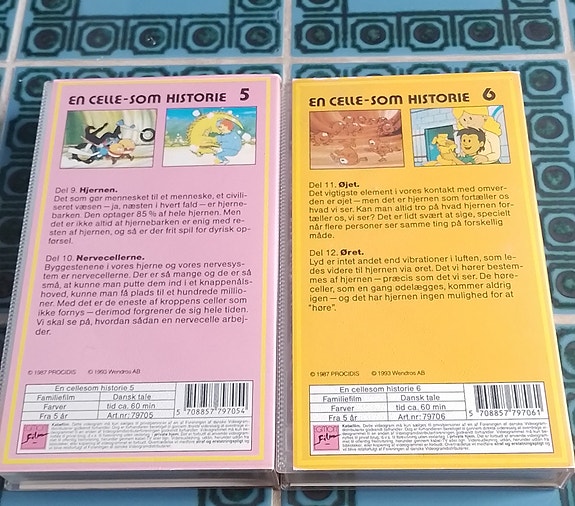 EN CELLE-SOM HISTORIE 5
Del 9. Hjernen.
Det som gør mennesket til et menneske, et civili-
seret væsen – ja, næsten i hvert fald – er hjerne-
barken. Den optager 85 % af hele hjernen. Men
det er ikke altid at hjernebarken er enig med re-
sten af hjernen, og så er der frit spil for dyrisk op-
førsel.
Del 10. Nervecellerne.
Byggestenene i vores hjerne og vores nervesy-
stem er nervecellerne. Der er så mange og de er så
små, at kunne man putte dem ind i et knappenåls-
hoved, kunne man få plads til et hundrede millio-
ner. Med det er de eneste af kroppens celler som
ikke fornys – derimod forgrener de sig hele tiden.
Vi skal se på, hvordan sådan en nervecelle arbej-
der.
© 1987 PROCIDIS © 1993 Wendros AB
En cellesom historie 5
Familiefilm Dansk tale
Farver tid ca. 60 min
Fra 5 år Art.nr: 79705
5 708857 797054
Egmont
Film
EN CELLE-SOM HISTORIE 6
Del 11. Øjet.
Det vigtigste element i vores kontakt med omver-
den er øjet – men det er hjernen som fortæller os
hvad vi ser. Kan man altid tro på hvad hjernen for-
tæller os, vi ser? Det er lidt svært at sige, specielt
når flere personer ser samme ting på forskellig
måde.
Del 12. Øret.
Lyd er intet andet end vibrationer i luften, som le-
des videre til hjernen via øret. Det vi hører bestem-
mes af hjernen – præcis som det vi ser. De høre-
celler, som en gang ødelægges, kommer aldrig
igen – og det har hjernen ingen mulighed for at
"høre".
© 1987 PROCIDIS © 1993 Wendros AB
En cellesom historie 6
Familiefilm Dansk tale
Farver tid ca. 60 min
Fra 5 år Art.nr: 79706
5 708857 797061
Film